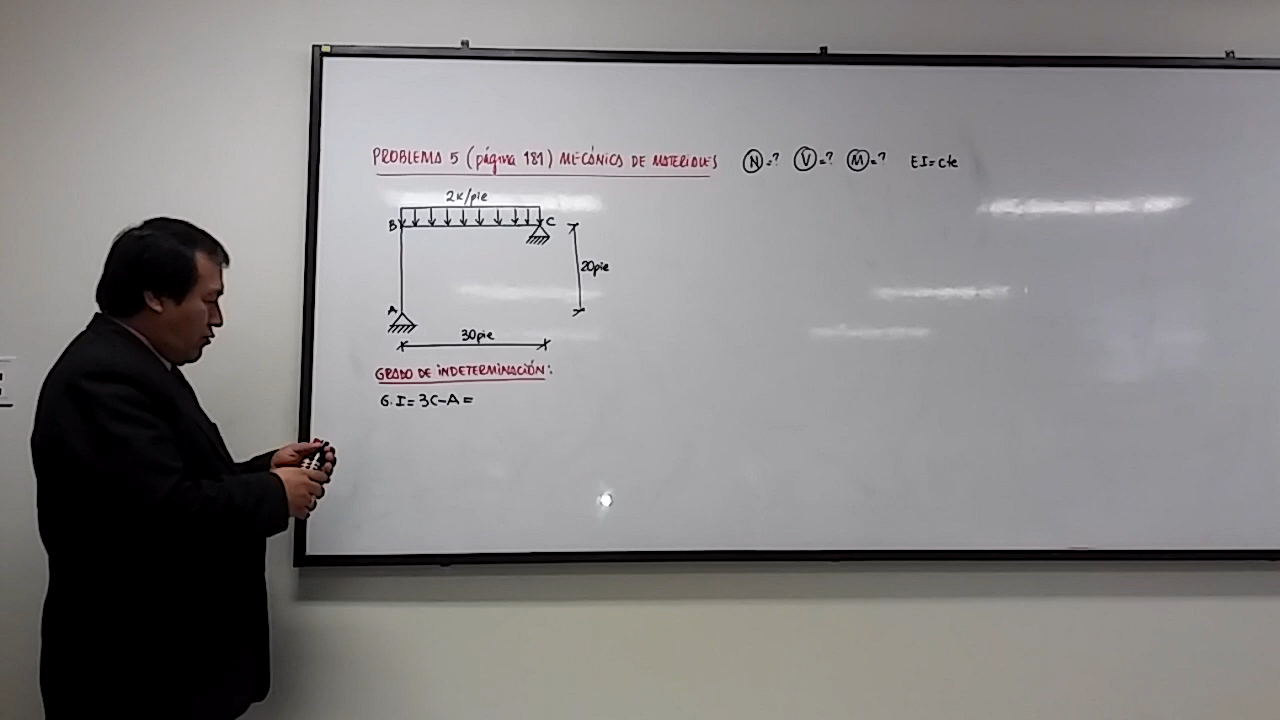 PROBLEMA 5 (página 181) MECÁNICA DE MATERIALES N=? V=? M=? EI=cte
2k/pie
B C
20pie
A
30pie
GRADO DE INDETERMINACIÓN:
G.I=3C-A=